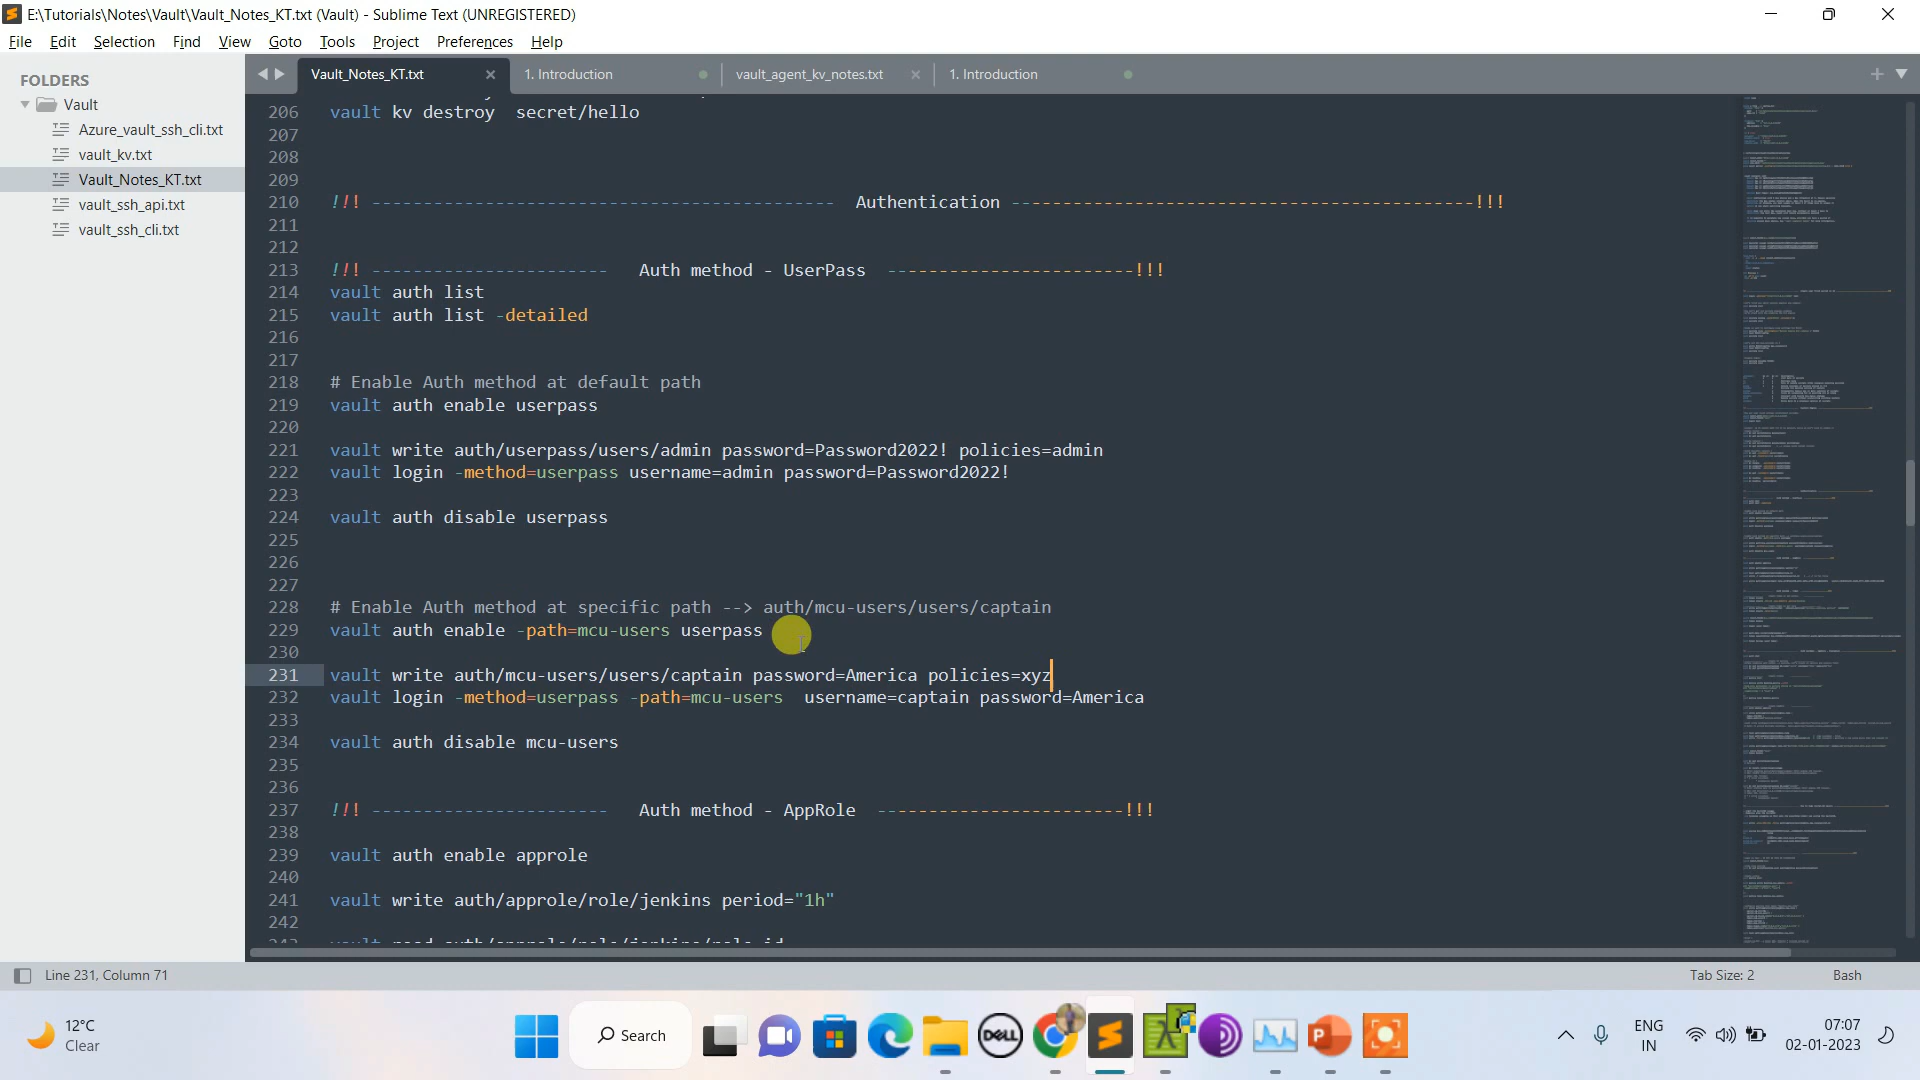 E:\Tutorials\Notes\Vault\Vault_Notes_KT.txt (Vault) - Sublime Text (UNREGISTERED)
File Edit Selection Find View Goto Tools Project Preferences Help
FOLDERS
Vault
Azure_vault_ssh_cli.txt
vault_kv.txt
Vault_Notes_KT.txt
vault_ssh_api.txt
vault_ssh_cli.txt
Vault_Notes_KT.txt 1. Introduction vault_agent_kv_notes.txt 1. Introduction
206 vault kv destroy  secret/hello
207
208
209
210 !!! --------------------------------------------- Authentication ---------------------------------------------!!!
211
212
213 !!! ----------------------- Auth method - UserPass ------------------------!!!
214 vault auth list
215 vault auth list -detailed
216
217
218 # Enable Auth method at default path
219 vault auth enable userpass
220
221 vault write auth/userpass/users/admin password=Password2022! policies=admin
222 vault login -method=userpass username=admin password=Password2022!
223
224 vault auth disable userpass
225
226
227
228 # Enable Auth method at specific path --> auth/mcu-users/users/captain
229 vault auth enable -path=mcu-users userpass
230
231 vault write auth/mcu-users/users/captain password=America policies=xyz
232 vault login -method=userpass -path=mcu-users  username=captain password=America
233
234 vault auth disable mcu-users
235
236
237 !!! ----------------------- Auth method - AppRole ------------------------!!!
238
239 vault auth enable approle
240
241 vault write auth/approle/role/jenkins period="1h"
242
243 vault read auth/approle/role/jenkins/role-id
Line 231, Column 71
Tab Size: 2
Bash
12°C
Clear
Search
DELL
ENG
IN
07:07
02-01-2023